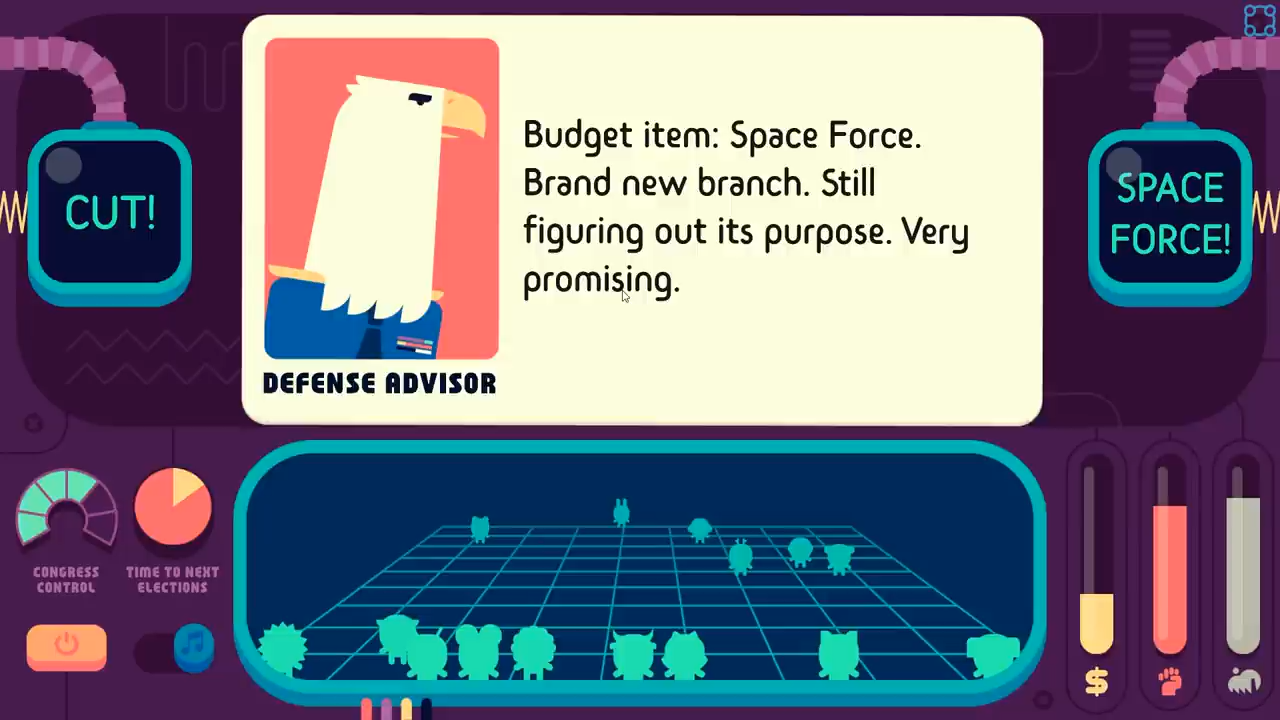 CUT!
Budget item: Space Force.
Brand new branch. Still
figuring out its purpose. Very
promising.
DEFENSE ADVISOR
SPACE
FORCE!
CONGRESS
CONTROL
TIME TO NEXT
ELECTIONS
$